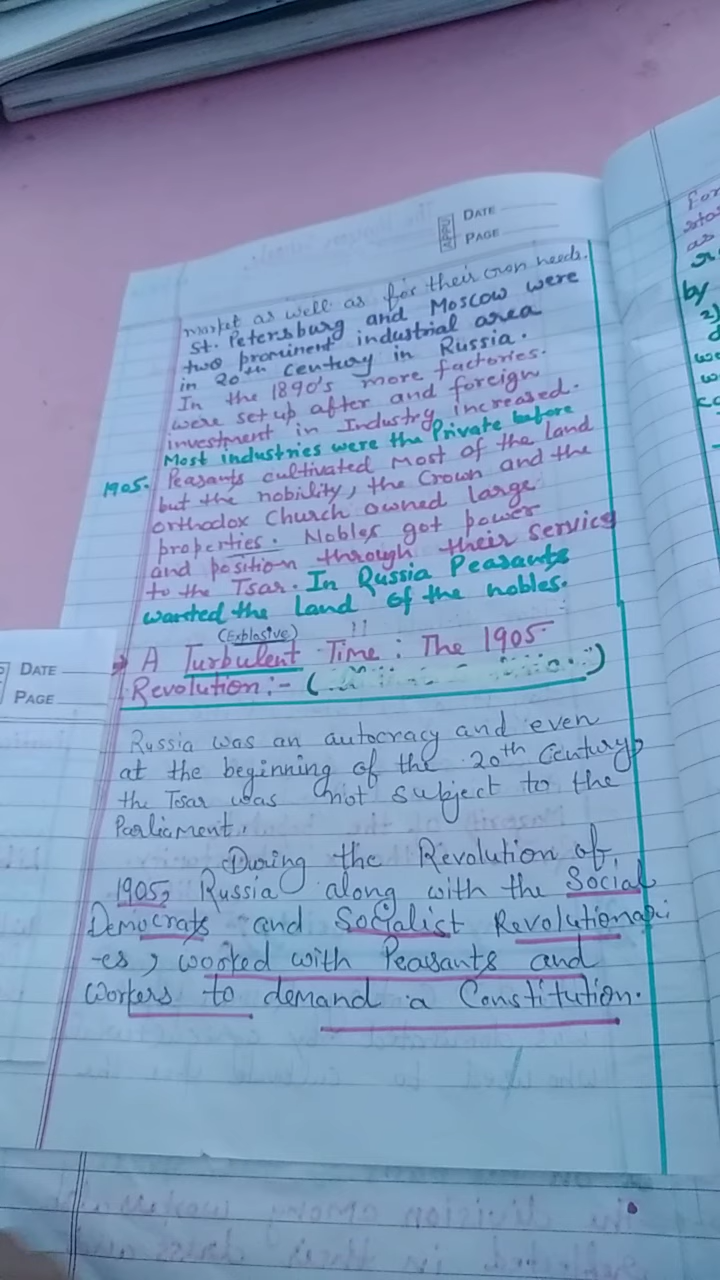 DATE
PAGE
market as well as for their own needs.
St. Petersburg and Moscow were
two prominent industrial area
in 20th century in Russia.
In the 1890's more factories.
were set up after and foreign
investment in Industry increased.
Most industries were the Private before
1905. Peasants cultivated most of the land
but the nobility, the Crown and the
orthodox Church owned large
properties. Nobles got power
and position through their service
to the Tsar. In Russia Peasants
wanted the land of the nobles.
(Explosive)
A Turbulent Time: The 1905
Revolution:-
Russia was an autocracy and even
at the beginning of the 20th Century,
the Tsar was not subject to the
Parliament.
During the Revolution of
1905, Russia along with the Social
Democrats and Socialist Revolutionari
-es, worked with Peasants and
Workers to demand a Constitution.
DATE
PAGE
For
as
by
2)